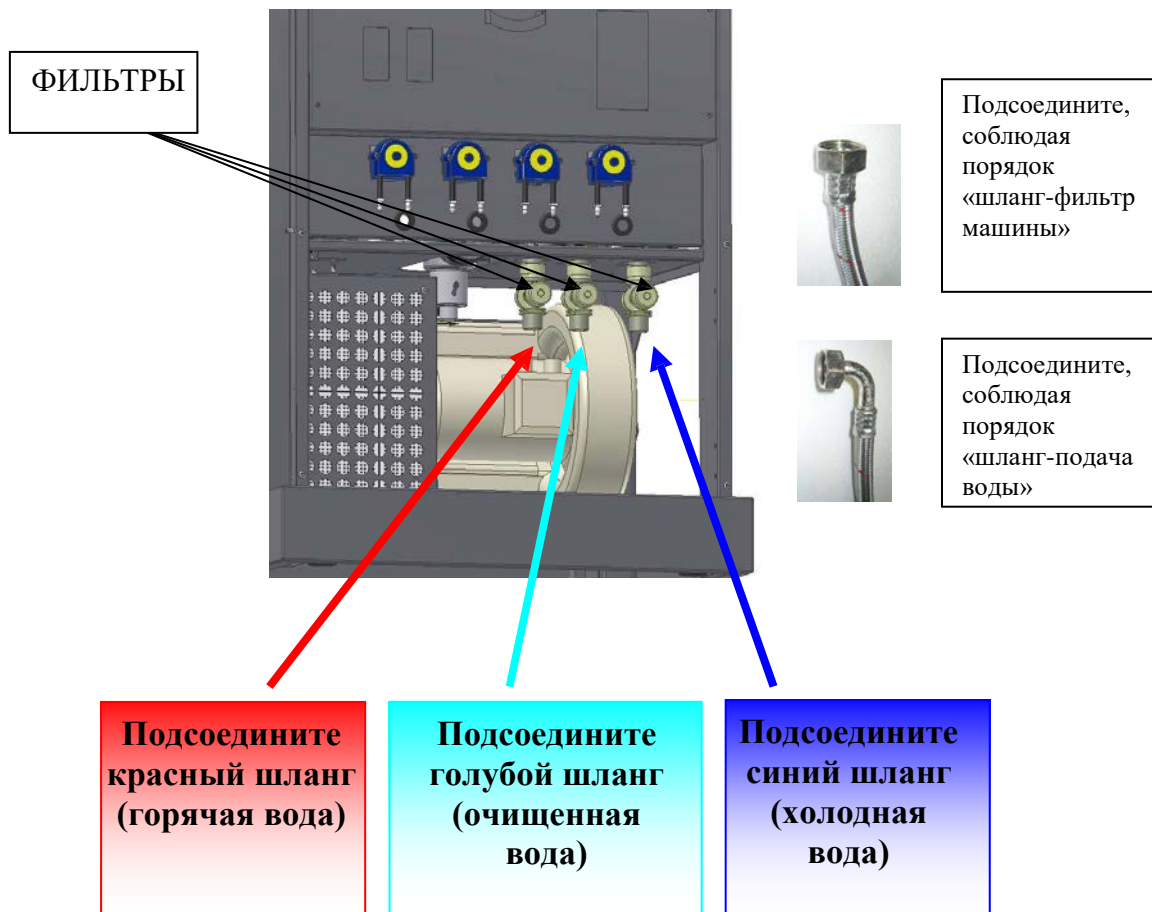 ФИЛЬТРЫ
Подсоедините,
соблюдая
порядок
«шланг-фильтр
машины»
Подсоедините,
соблюдая
порядок
«шланг-подача
воды»
Подсоедините
красный шланг
(горячая вода)
Подсоедините
голубой шланг
(очищенная
вода)
Подсоедините
синий шланг
(холодная
вода)